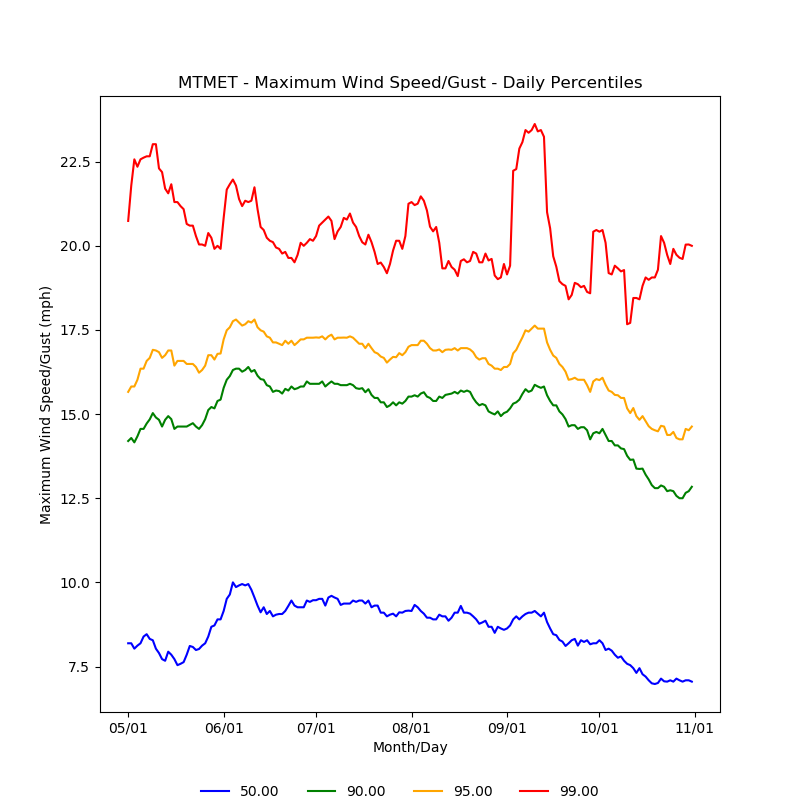 MTMET - Maximum Wind Speed/Gust - Daily Percentiles
22.5
20.0
17.5
15.0
12.5
10.0
7.5
Maximum Wind Speed/Gust (mph)
05/01 06/01 07/01 08/01 09/01 10/01 11/01
Month/Day
50.00 90.00 95.00 99.00